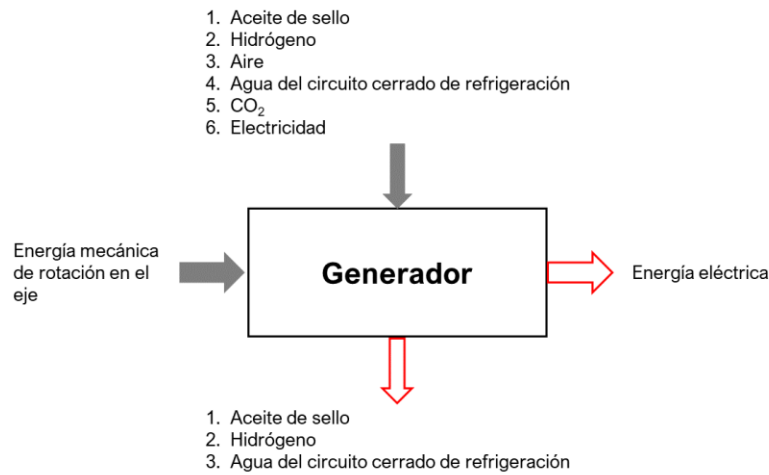 1. Aceite de sello
2. Hidrógeno
3. Aire
4. Agua del circuito cerrado de refrigeración
5. CO₂
6. Electricidad
Energía mecánica
de rotación en el
eje
Generador
Energía eléctrica
1. Aceite de sello
2. Hidrógeno
3. Agua del circuito cerrado de refrigeración